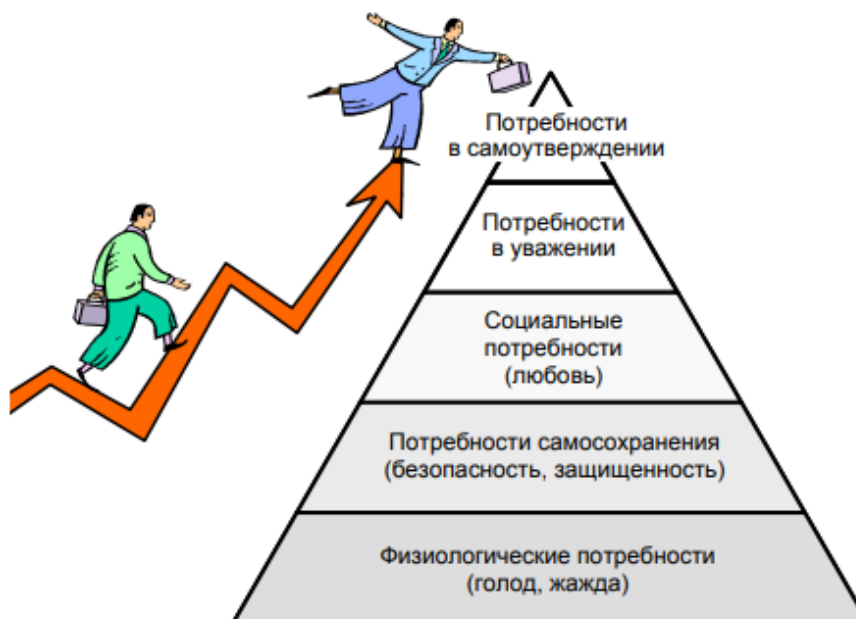 Потребности
в самоутверждении
Потребности
в уважении
Социальные
потребности
(любовь)
Потребности самосохранения
(безопасность, защищенность)
Физиологические потребности
(голод, жажда)